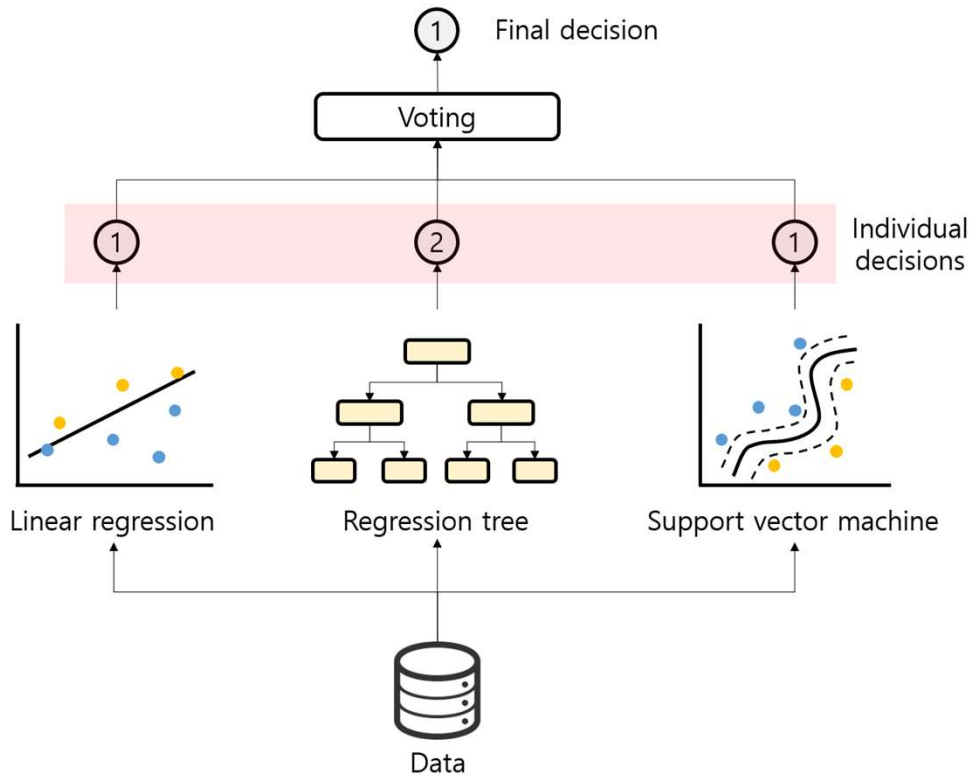 1
Final decision
Voting
1
2
1
Individual
decisions
Linear regression
Regression tree
Support vector machine
Data